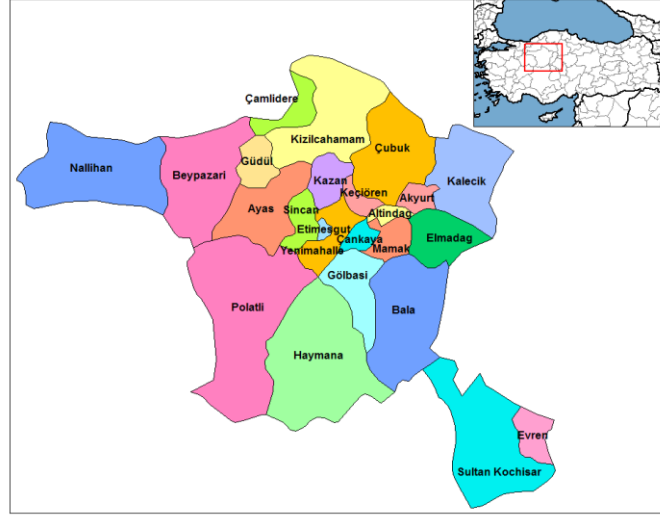 Çamlidere
Kizilcahamam
Çubuk
Nallihan
Güdül
Beypazari
Kazan
Kalecik
Keçiören
Akyurt
Ayas
Sincan
Altindag
Etimesgut
Çankaya
Elmadag
Yenimahalle
Mamak
Gölbasi
Polatli
Bala
Haymana
Evren
Sultan Kochisar